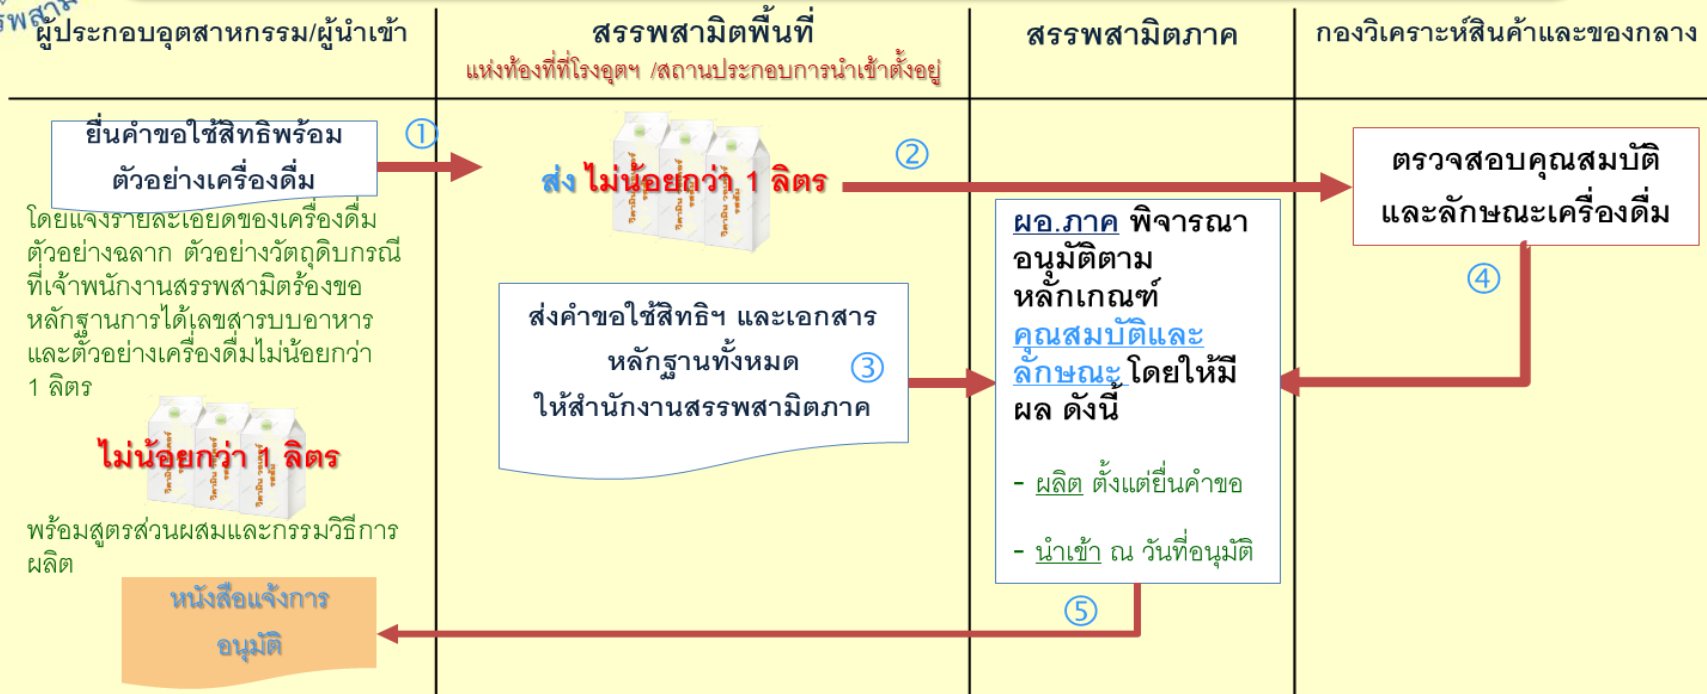 ผู้ประกอบอุตสาหกรรม/ผู้นำเข้า
สรรพสามิตพื้นที่
แห่งท้องที่ที่โรงอุตฯ /สถานประกอบการนำเข้าตั้งอยู่
สรรพสามิตภาค
กองวิเคราะห์สินค้าและของกลาง
ยื่นคำขอใช้สิทธิพร้อม
ตัวอย่างเครื่องดื่ม
①
โดยแจ้งรายละเอียดของเครื่องดื่ม
ตัวอย่างฉลาก ตัวอย่างวัตถุดิบกรณี
ที่เจ้าพนักงานสรรพสามิตร้องขอ
หลักฐานการได้เลขสารบบอาหาร
และตัวอย่างเครื่องดื่มไม่น้อยกว่า
1 ลิตร
ไม่น้อยกว่า 1 ลิตร
พร้อมสูตรส่วนผสมและกรรมวิธีการ
ผลิต
หนังสือแจ้งการ
อนุมัติ
ส่ง ไม่น้อยกว่า 1 ลิตร
②
ส่งคำขอใช้สิทธิฯ และเอกสาร
หลักฐานทั้งหมด
③
ให้สำนักงานสรรพสามิตภาค
ผอ.ภาค พิจารณา
อนุมัติตาม
หลักเกณฑ์
คุณสมบัติและ
ลักษณะ โดยให้มี
ผล ดังนี้
- ผลิต ตั้งแต่ยื่นคำขอ
- นำเข้า ณ วันที่อนุมัติ
⑤
ตรวจสอบคุณสมบัติ
และลักษณะเครื่องดื่ม
④